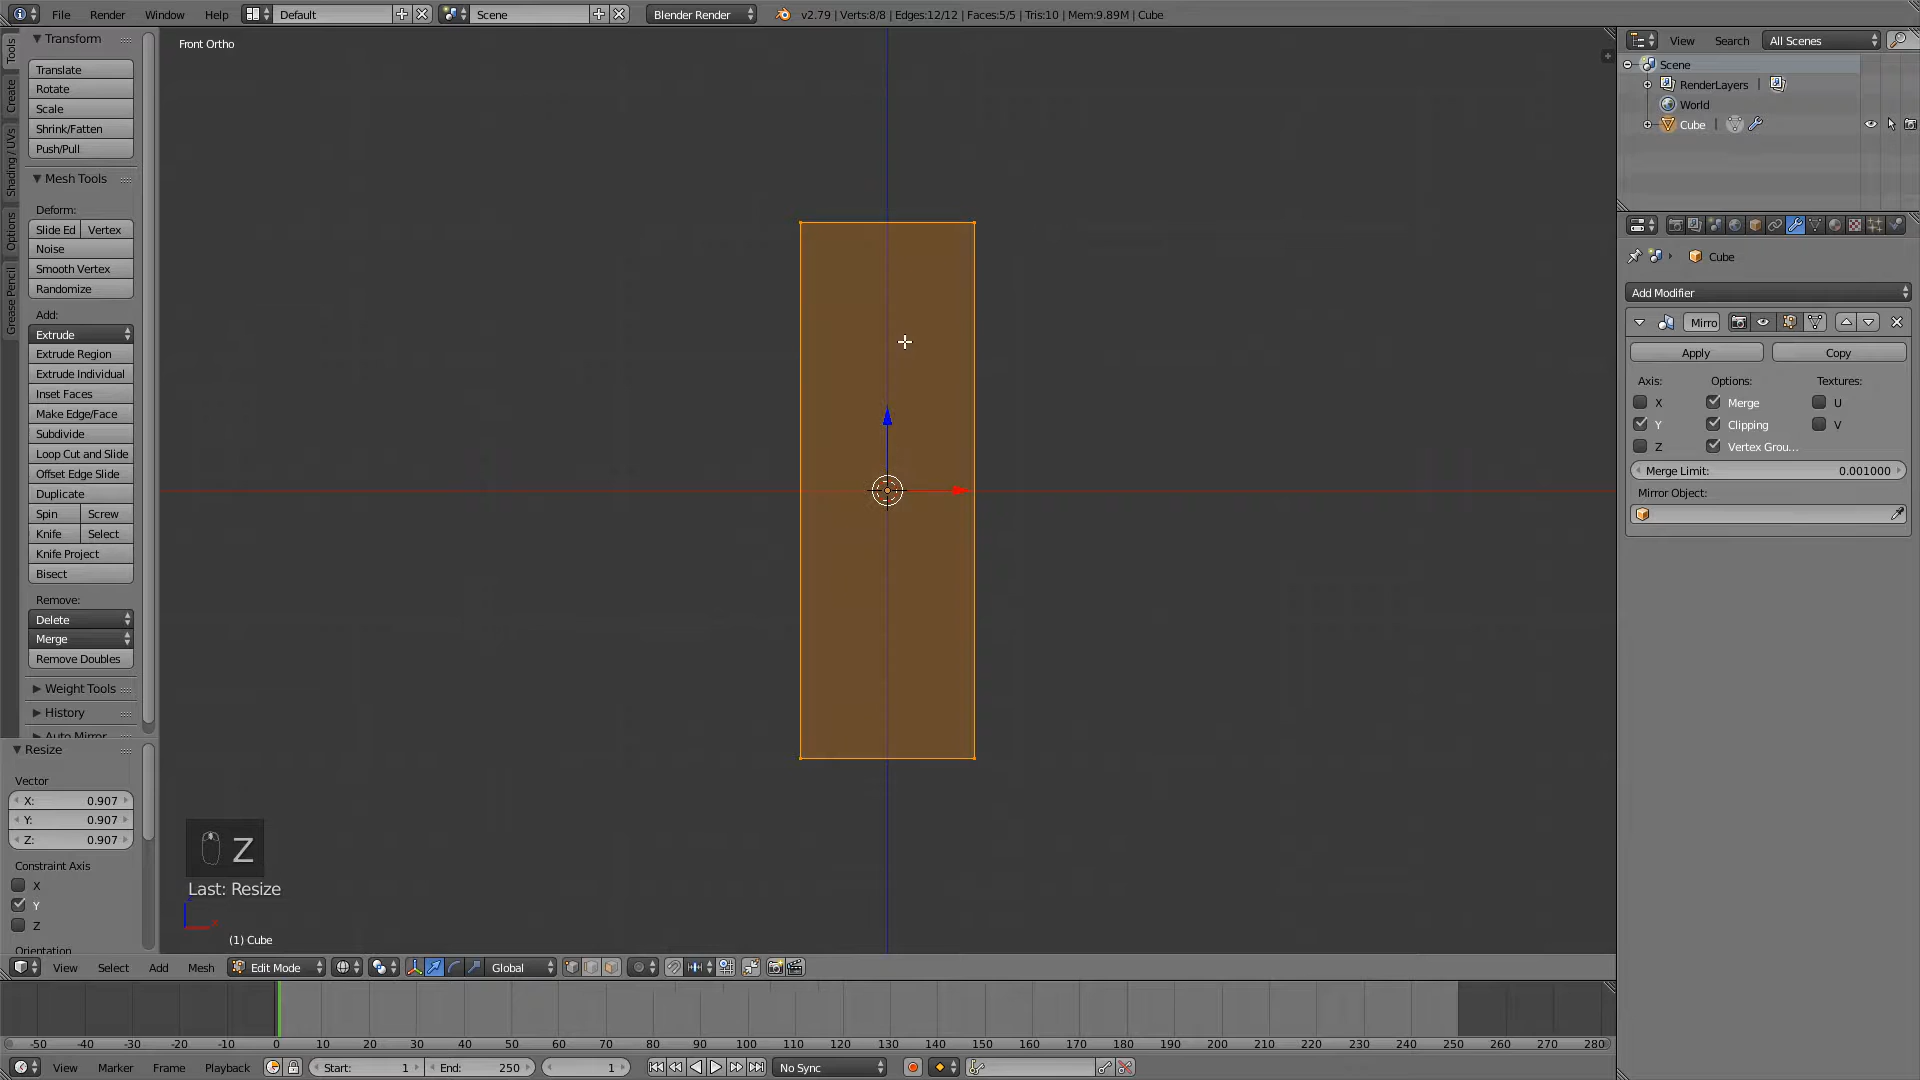 File Render Window Help Default Scene Blender Render v2.79 | Verts:8/8 | Edges:12/12 | Faces:5/5 | Tris:10 | Mem:9.89M | Cube
Tools
Create
Shading / UVs
Options
Grease Pencil
Transform
Translate
Rotate
Scale
Shrink/Fatten
Push/Pull
Mesh Tools
Deform:
Slide Ed Vertex
Noise
Smooth Vertex
Randomize
Add:
Extrude
Extrude Region
Extrude Individual
Inset Faces
Make Edge/Face
Subdivide
Loop Cut and Slide
Offset Edge Slide
Duplicate
Spin Screw
Knife Select
Knife Project
Bisect
Remove:
Delete
Merge
Remove Doubles
Weight Tools
History
Auto Mirror
Resize
Vector
X: 0.907
Y: 0.907
Z: 0.907
Constraint Axis
X
Y
Z
Orientation
Front Ortho
Z
Last: Resize
(1) Cube
View Select Add Mesh Edit Mode Global
-50 -40 -30 -20 -10 0 10 20 30 40 50 60 70 80 90 100 110 120 130 140 150 160 170 180 190 200 210 220 230 240 250 260 270 280
View Marker Frame Playback Start: 1 End: 250 1 No Sync
View Search All Scenes
Scene
RenderLayers |
World
Cube |
Cube
Add Modifier
Mirro
Apply Copy
Axis: Options: Textures:
X Merge U
Y Clipping V
Z Vertex Grou...
Merge Limit: 0.001000
Mirror Object: